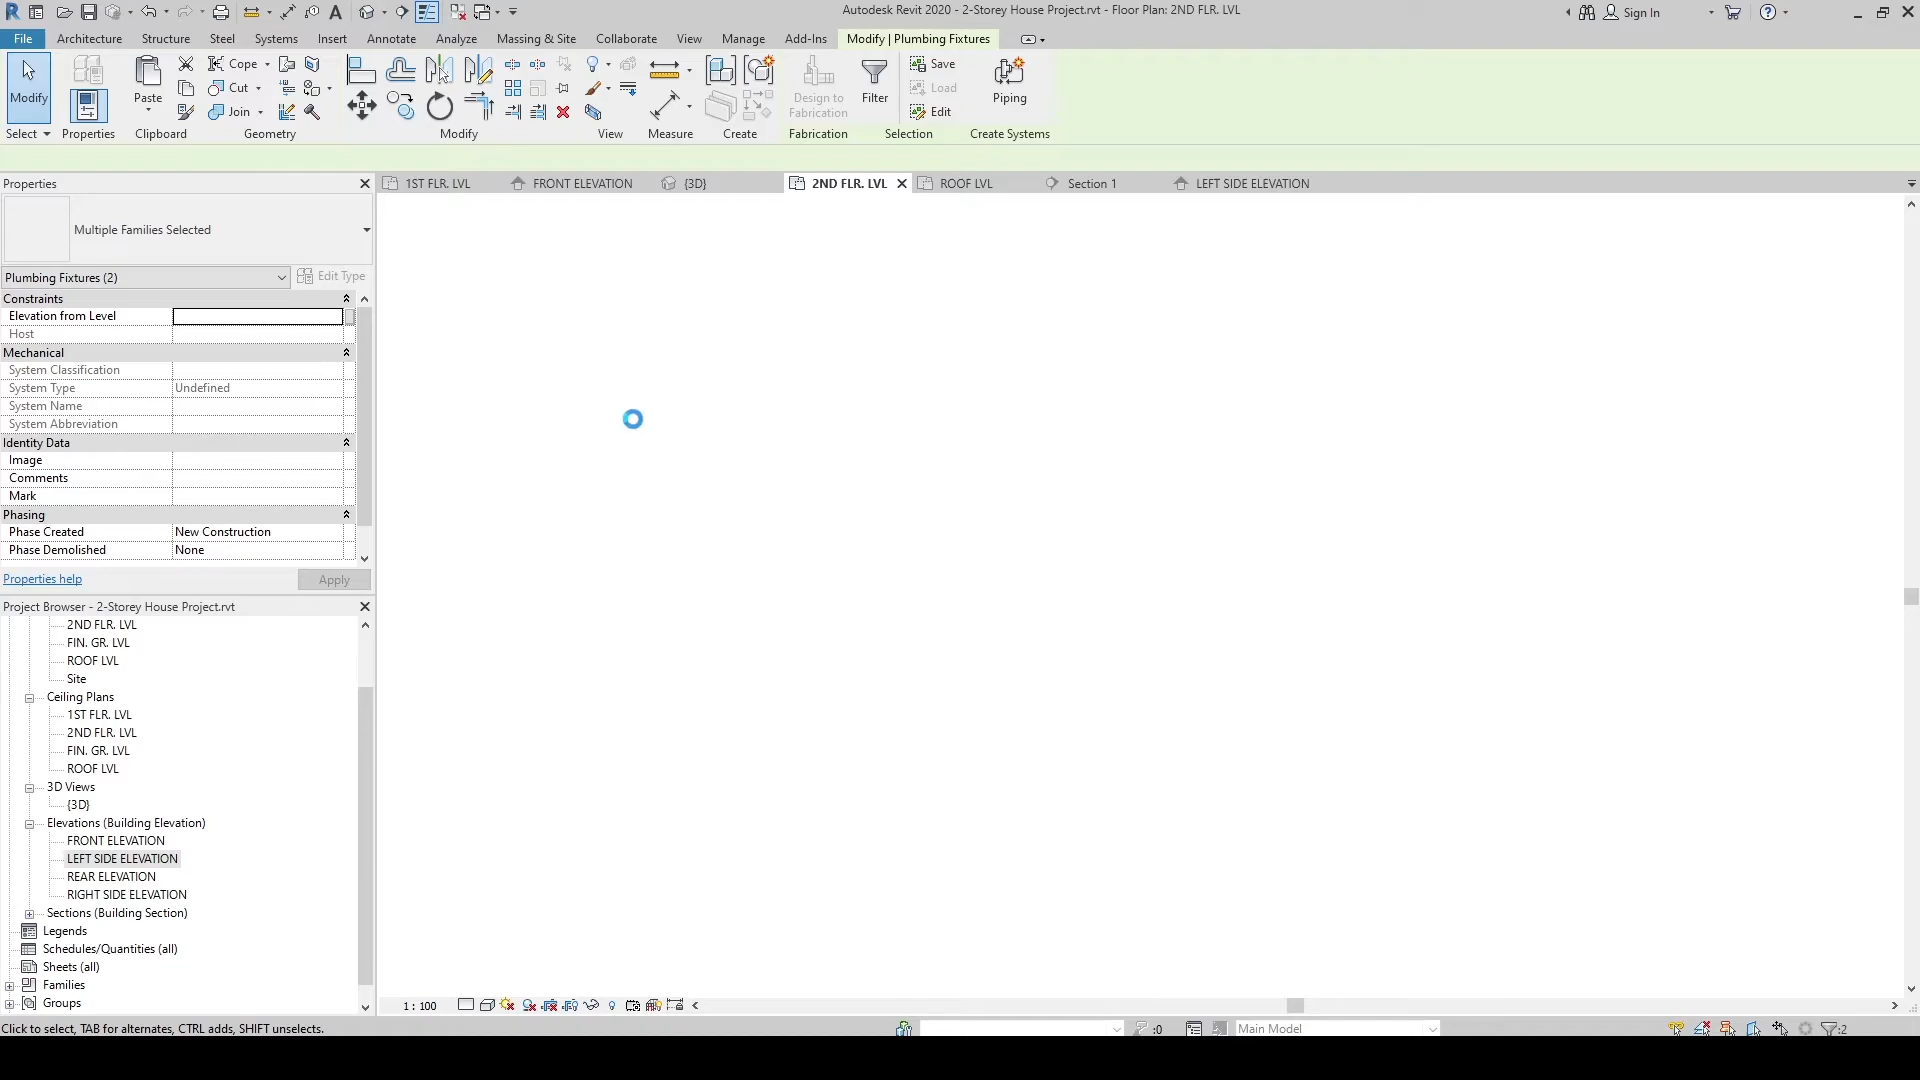 Autodesk Revit 2020 - 2-Storey House Project.rvt - Floor Plan: 2ND FLR. LVL
Sign In
File Architecture Structure Steel Systems Insert Annotate Analyze Massing & Site Collaborate View Manage Add-Ins Modify | Plumbing Fixtures
Modify
Paste
Cope
Cut
Join
Design to
Fabrication
Filter
Save
Load
Edit
Piping
Select Properties Clipboard Geometry Modify View Measure Create Fabrication Selection Create Systems
Properties
1ST FLR. LVL FRONT ELEVATION {3D} 2ND FLR. LVL ROOF LVL Section 1 LEFT SIDE ELEVATION
Multiple Families Selected
Plumbing Fixtures (2) Edit Type
Constraints
Elevation from Level
Host
Mechanical
System Classification
System Type Undefined
System Name
System Abbreviation
Identity Data
Image
Comments
Mark
Phasing
Phase Created New Construction
Phase Demolished None
Properties help Apply
Project Browser - 2-Storey House Project.rvt
2ND FLR. LVL
FIN. GR. LVL
ROOF LVL
Site
Ceiling Plans
1ST FLR. LVL
2ND FLR. LVL
FIN. GR. LVL
ROOF LVL
3D Views
{3D}
Elevations (Building Elevation)
FRONT ELEVATION
LEFT SIDE ELEVATION
REAR ELEVATION
RIGHT SIDE ELEVATION
Sections (Building Section)
Legends
Schedules/Quantities (all)
Sheets (all)
Families
Groups
1 : 100
Click to select, TAB for alternates, CTRL adds, SHIFT unselects.
:0
Main Model
:2